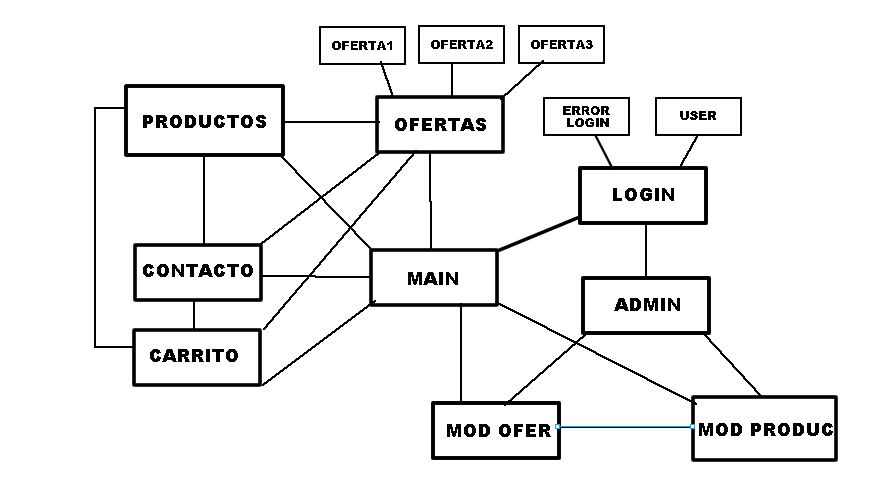 OFERTA1
OFERTA2
OFERTA3
PRODUCTOS
OFERTAS
ERROR
LOGIN
USER
LOGIN
CONTACTO
MAIN
ADMIN
CARRITO
MOD OFER
MOD PRODUC